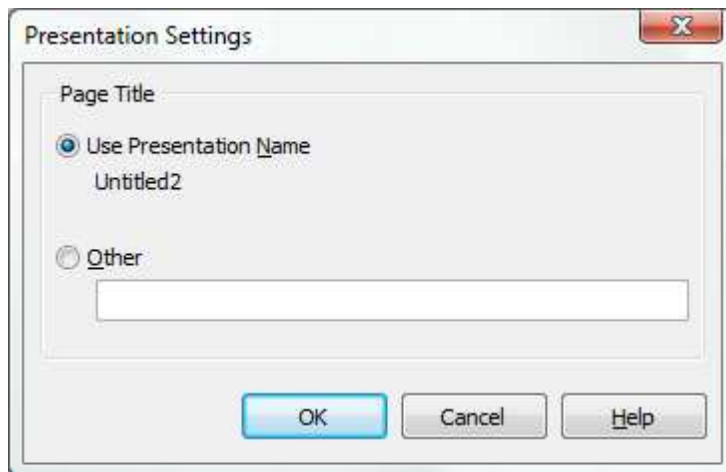 Presentation Settings
Page Title
Use Presentation Name
Untitled2
Other
OK Cancel Help